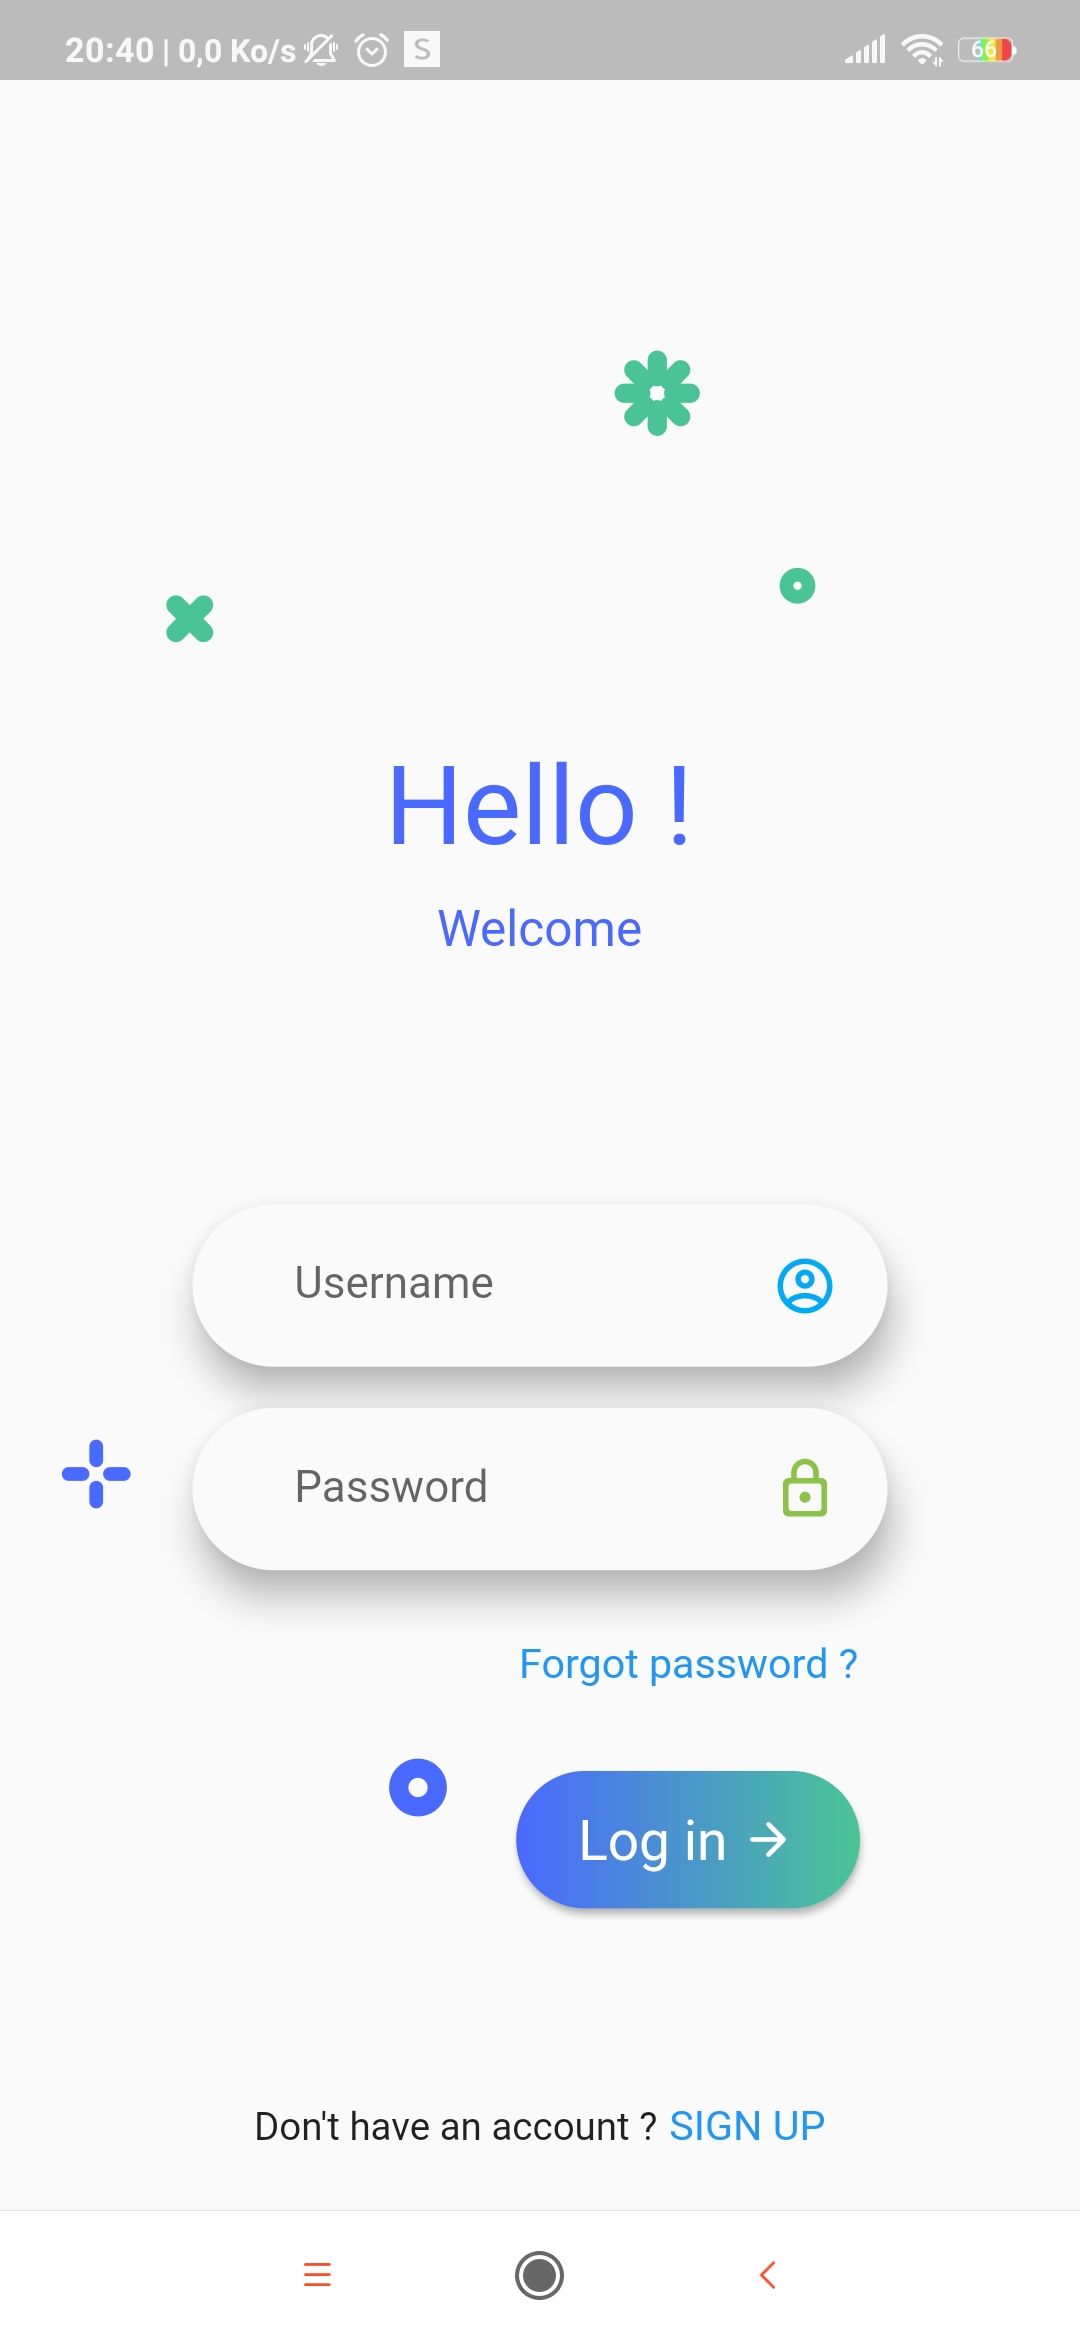 20:40 | 0,0 Ko/s S 66
Hello !
Welcome
Username
Password
Forgot password ?
Log in
Don't have an account ? SIGN UP